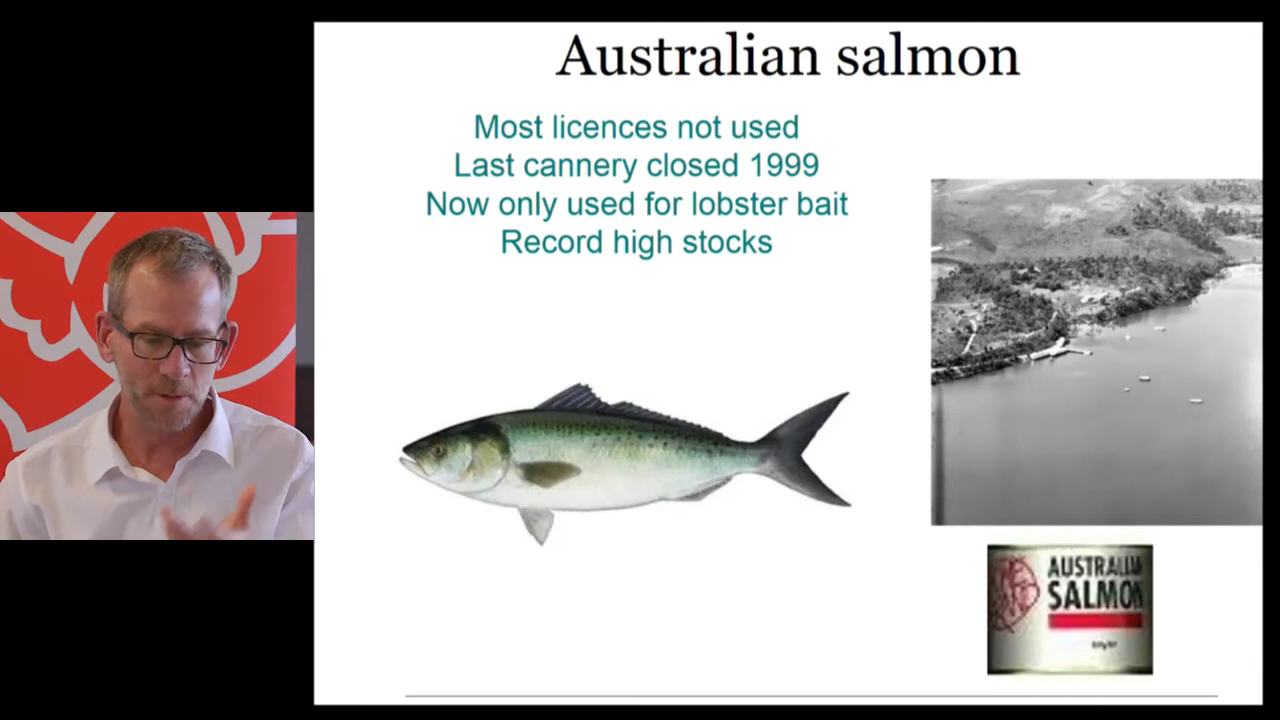 Australian salmon
Most licences not used
Last cannery closed 1999
Now only used for lobster bait
Record high stocks
AUSTRALIAN
SALMON